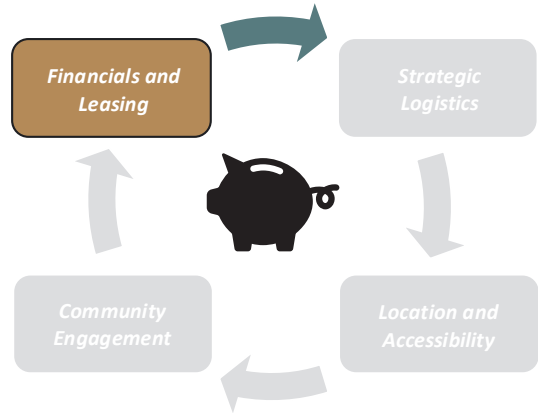 Financials and
Leasing
Strategic
Logistics
Community
Engagement
Location and
Accessibility